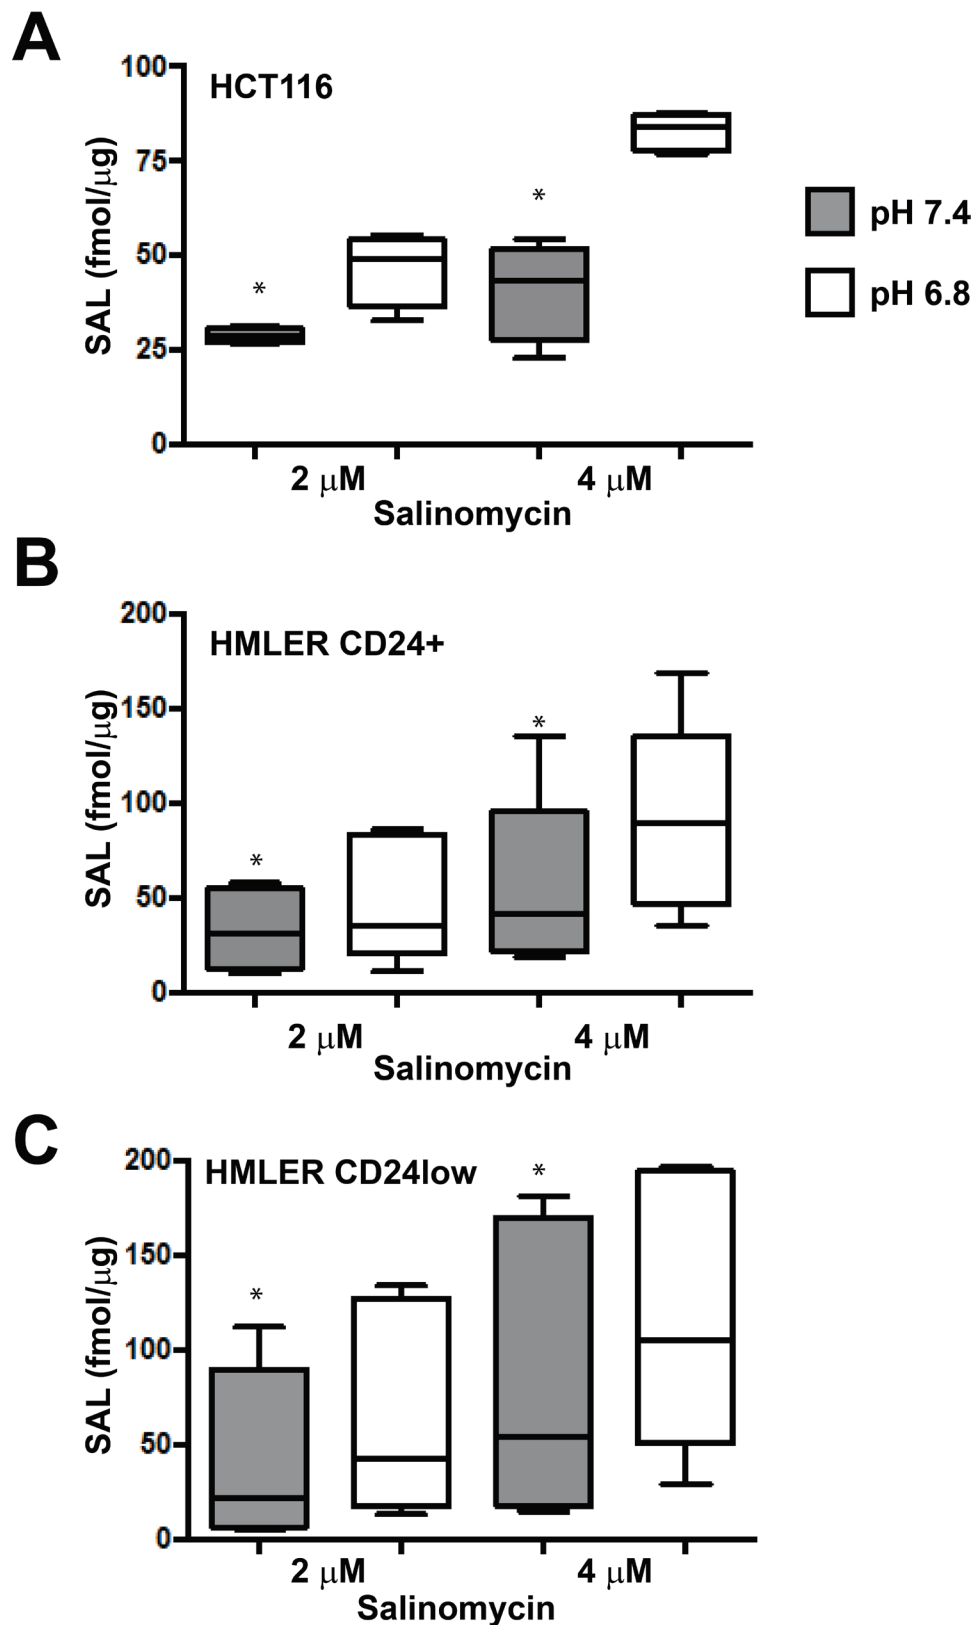 A
HCT116
SAL (fmol/μg)
100
75
50
25
0
*
*
2 μM
4 μM
Salinomycin
pH 7.4
pH 6.8
B
HMLER CD24+
SAL (fmol/μg)
200
150
100
50
0
*
*
2 μM
4 μM
Salinomycin
C
HMLER CD24low
SAL (fmol/μg)
200
150
100
50
0
*
*
2 μM
4 μM
Salinomycin